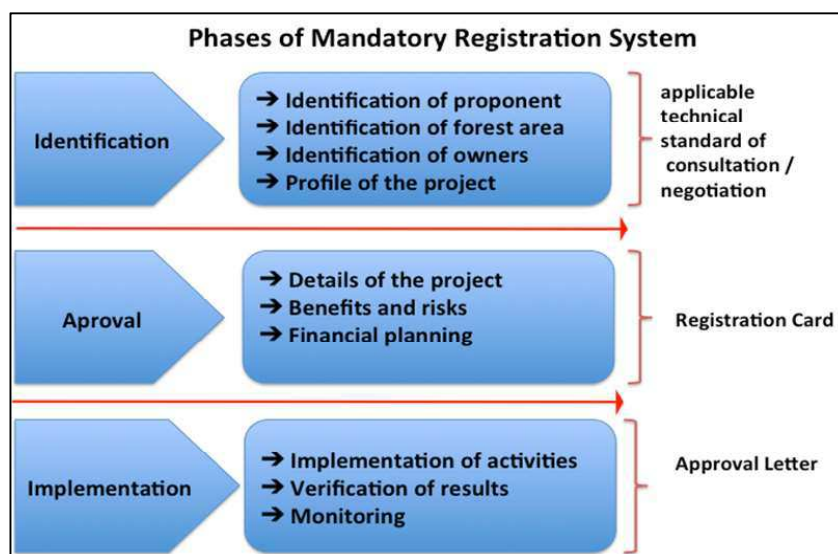 Phases of Mandatory Registration System
Identification
➔ Identification of proponent
➔ Identification of forest area
➔ Identification of owners
➔ Profile of the project
applicable
technical
standard of
consultation /
negotiation
Aproval
➔ Details of the project
➔ Benefits and risks
➔ Financial planning
Registration Card
Implementation
➔ Implementation of activities
➔ Verification of results
➔ Monitoring
Approval Letter